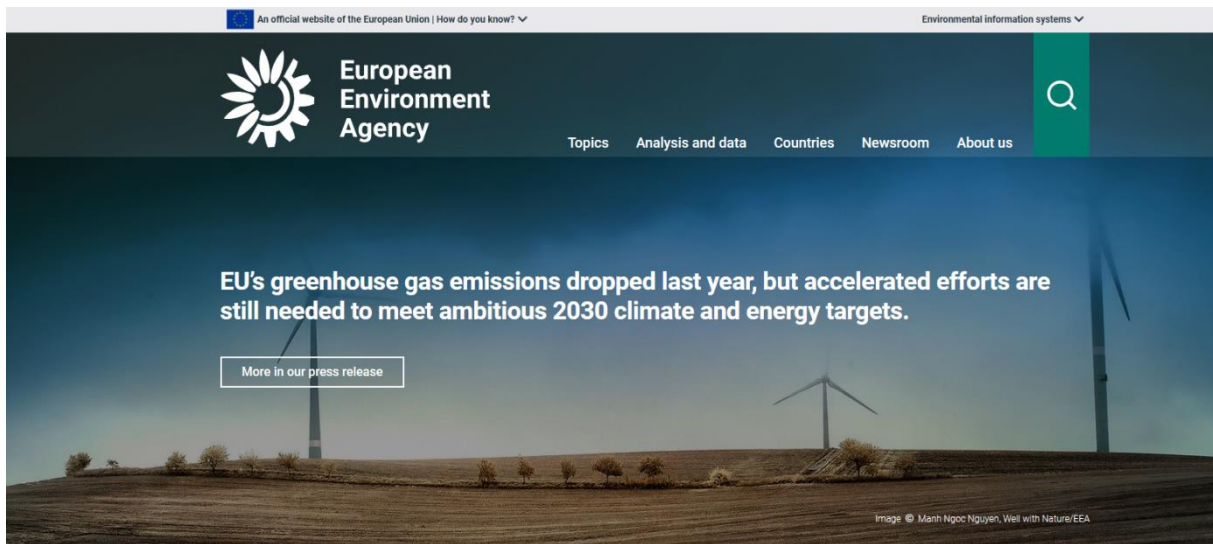 An official website of the European Union | How do you know?
Environmental information systems
European
Environment
Agency
Topics Analysis and data Countries Newsroom About us
EU's greenhouse gas emissions dropped last year, but accelerated efforts are
still needed to meet ambitious 2030 climate and energy targets.
More in our press release
Image © Manh Ngoc Nguyen, Well with Nature/EEA